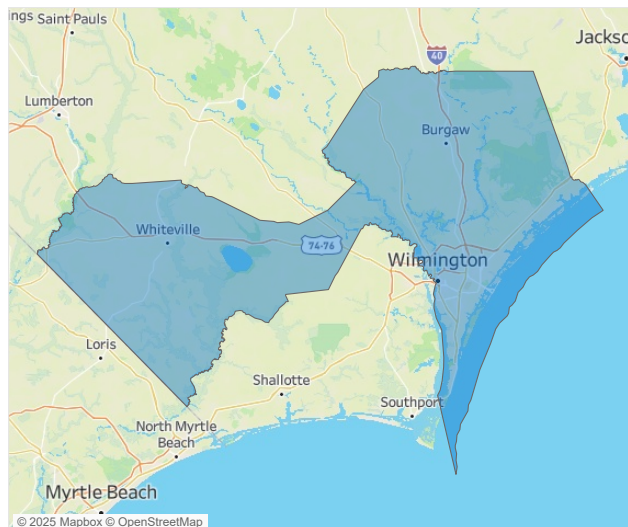 ngs
Saint Pauls
40
Jackso
Lumberton
Burgaw
Whiteville
74-76
Wilmington
Loris
Shallotte
Southport
North Myrtle
Beach
Myrtle Beach
© 2025 Mapbox © OpenStreetMap